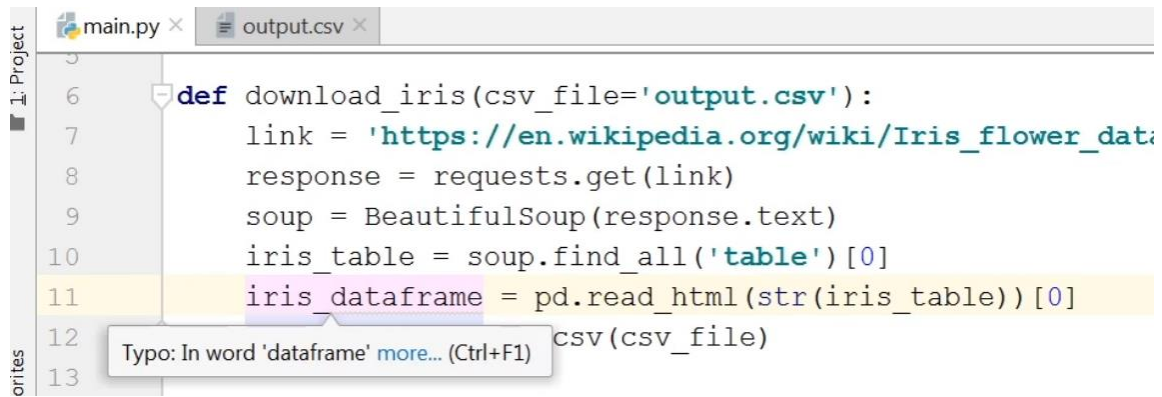 main.py × output.csv ×
1: Project
5
6 def download_iris(csv_file='output.csv'):
7 link = 'https://en.wikipedia.org/wiki/Iris_flower_data
8 response = requests.get(link)
9 soup = BeautifulSoup(response.text)
10 iris_table = soup.find_all('table')[0]
11 iris_dataframe = pd.read_html(str(iris_table))[0]
12 csv(csv_file)
Typo: In word 'dataframe' more... (Ctrl+F1)
13
orites